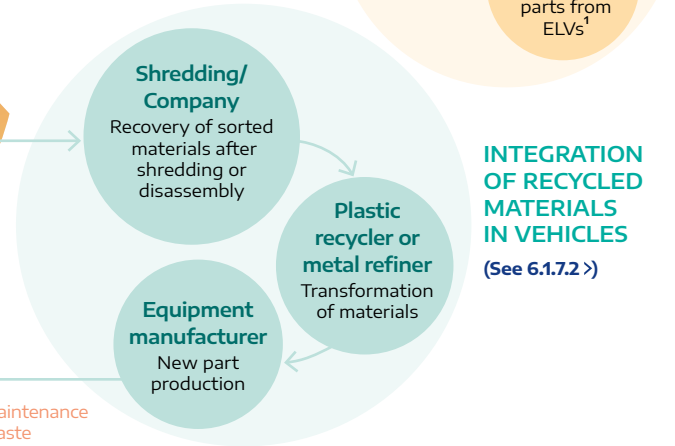 parts from
ELVs¹
Shredding/
Company
Recovery of sorted
materials after
shredding or
disassembly
Plastic
recycler or
metal refiner
Transformation
of materials
Equipment
manufacturer
New part
production
INTEGRATION
OF RECYCLED
MATERIALS
IN VEHICLES
(See 6.1.7.2 >)
aintenance
aste